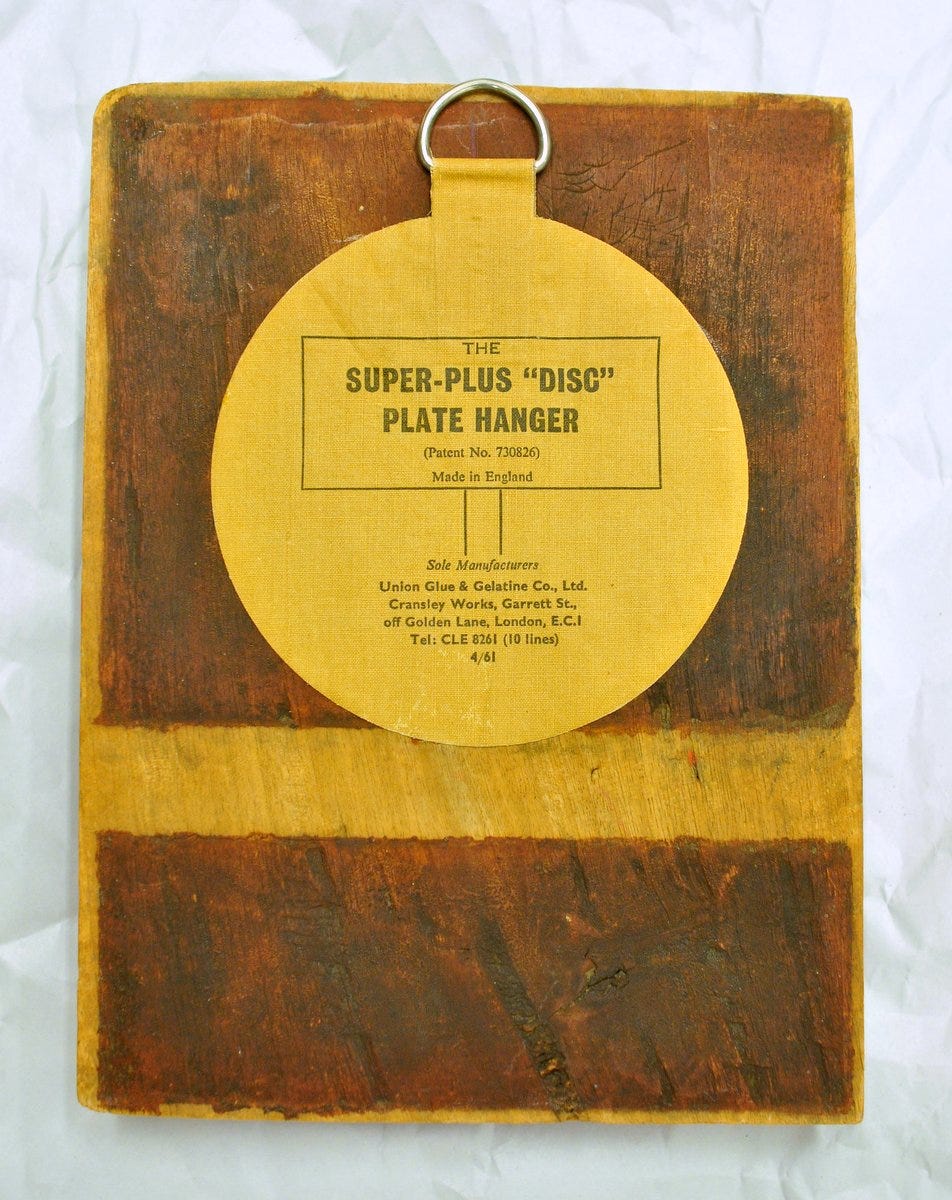 THE
SUPER-PLUS “DISC”
PLATE HANGER
(Patent No. 730826)
Made in England
Sole Manufacturers
Union Glue & Gelatine Co., Ltd.
Cransley Works, Garrett St.,
off Golden Lane, London, E.C.I
Tel: CLE 8261 (10 lines)
4/61